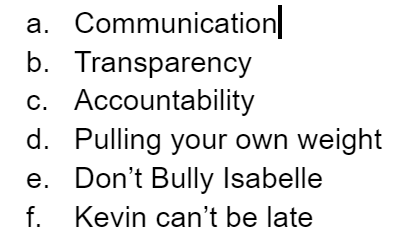 a. Communication
b. Transparency
c. Accountability
d. Pulling your own weight
e. Don’t Bully Isabelle
f. Kevin can’t be late